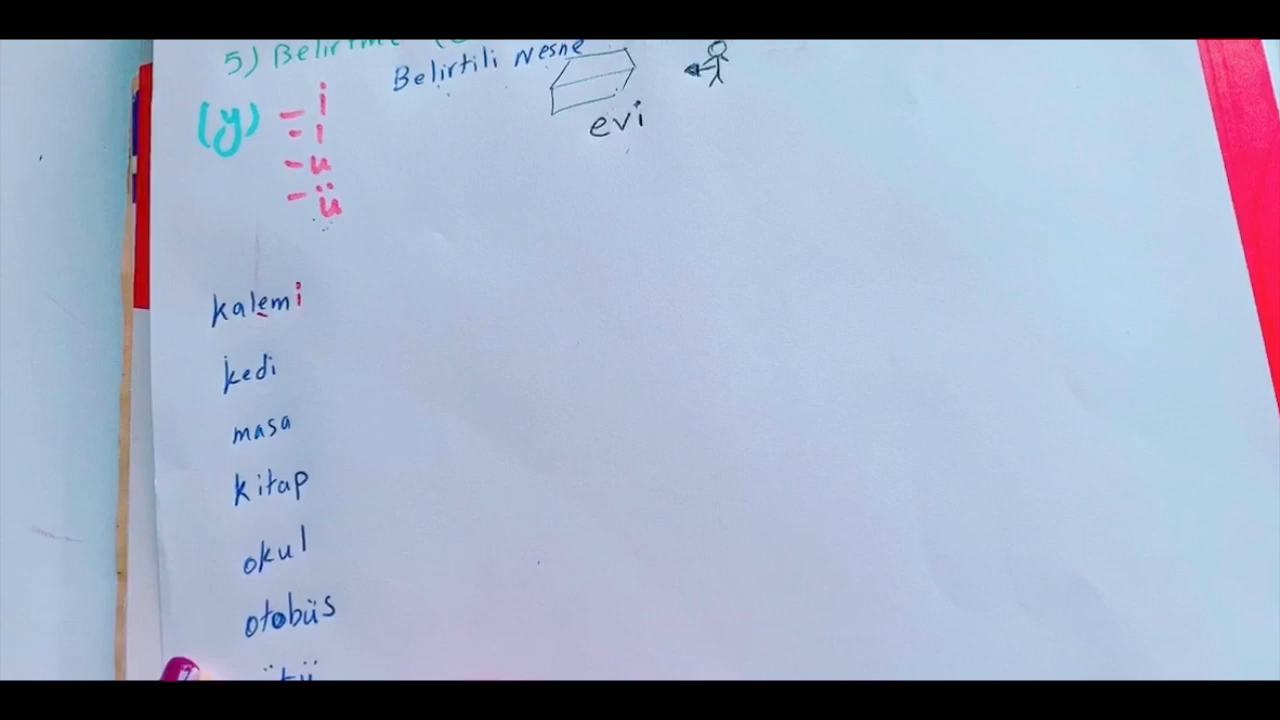 5) Belirtme
Belirtili Nesne
(y) -i
-ı
-u
-ü
evi
kalemi
kedi
masa
kitap
okul
otobüs